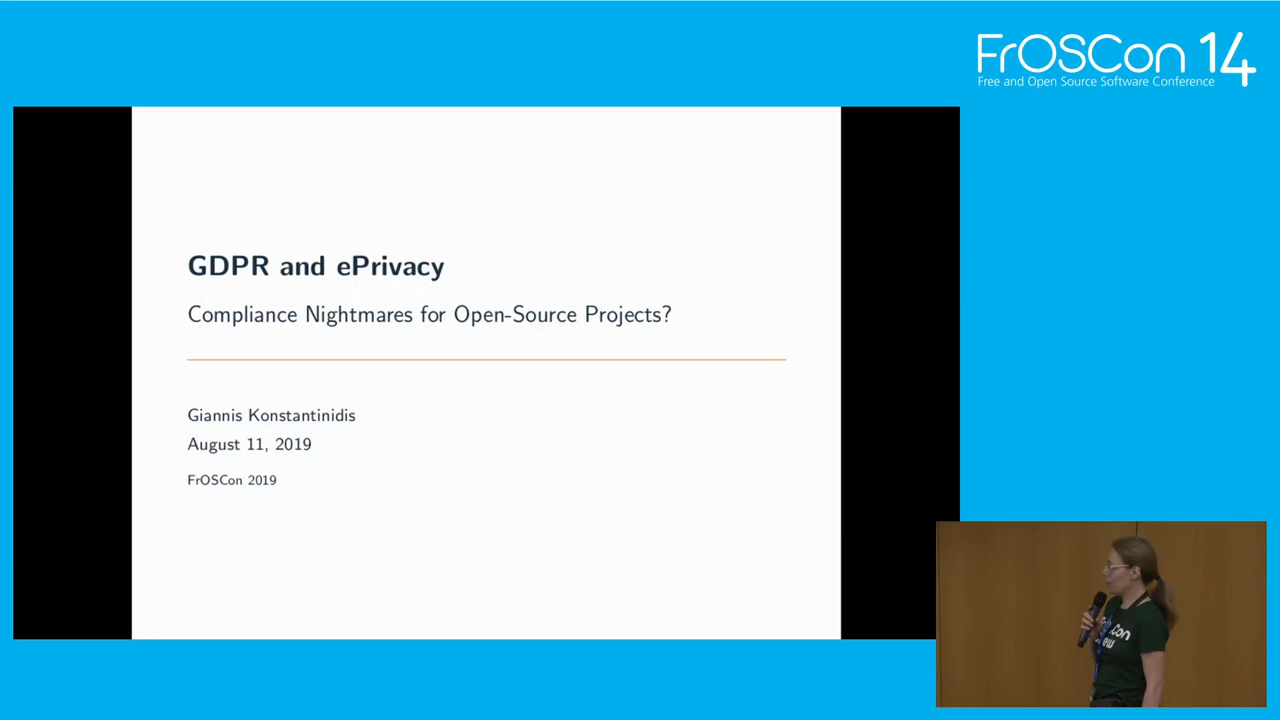 FrOSCon 14
Free and Open Source Software Conference
GDPR and ePrivacy
Compliance Nightmares for Open-Source Projects?
Giannis Konstantinidis
August 11, 2019
FrOSCon 2019